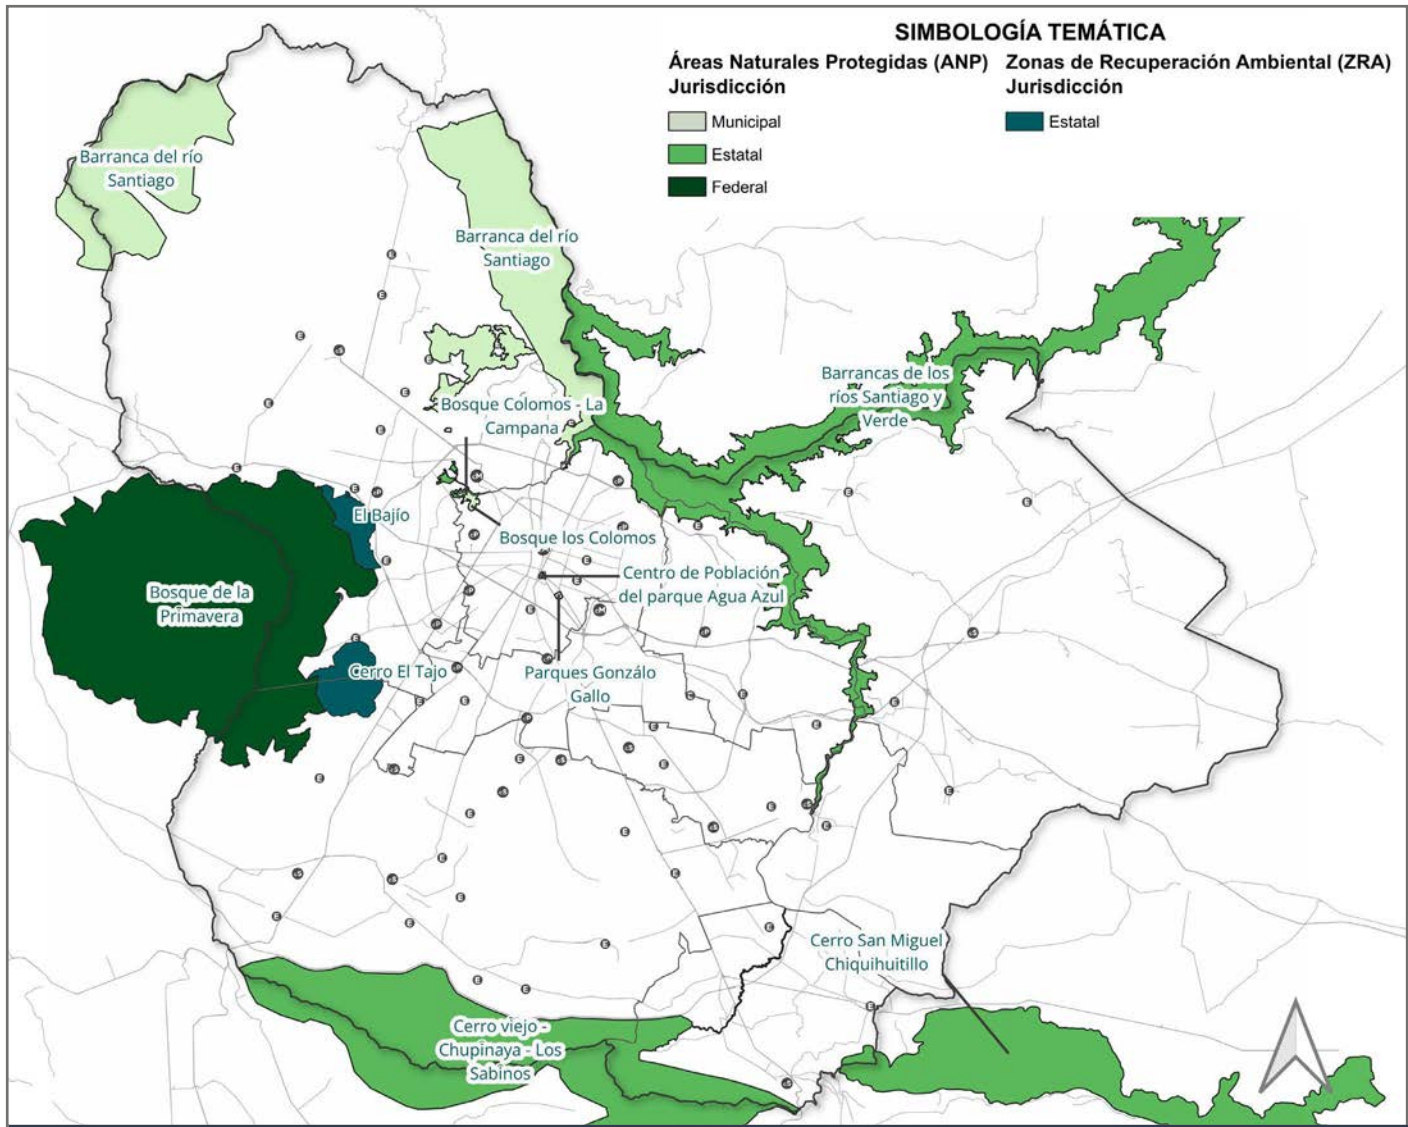 SIMBOLOGÍA TEMÁTICA
Áreas Naturales Protegidas (ANP)
Jurisdicción
Municipal
Estatal
Federal
Zonas de Recuperación Ambiental (ZRA)
Jurisdicción
Estatal
Barranca del río
Santiago
Barranca del río
Santiago
Barrancas de los
ríos Santiago y
Verde
Bosque Colomos - La
Campana
El Bajío
Bosque los Colomos
Bosque de la
Primavera
Centro de Población
del parque Agua Azul
Cerro El Tajo
Parques Gonzálo
Gallo
Cerro San Miguel
Chiquihuitillo
Cerro viejo -
Chupinaya - Los
Sabinos